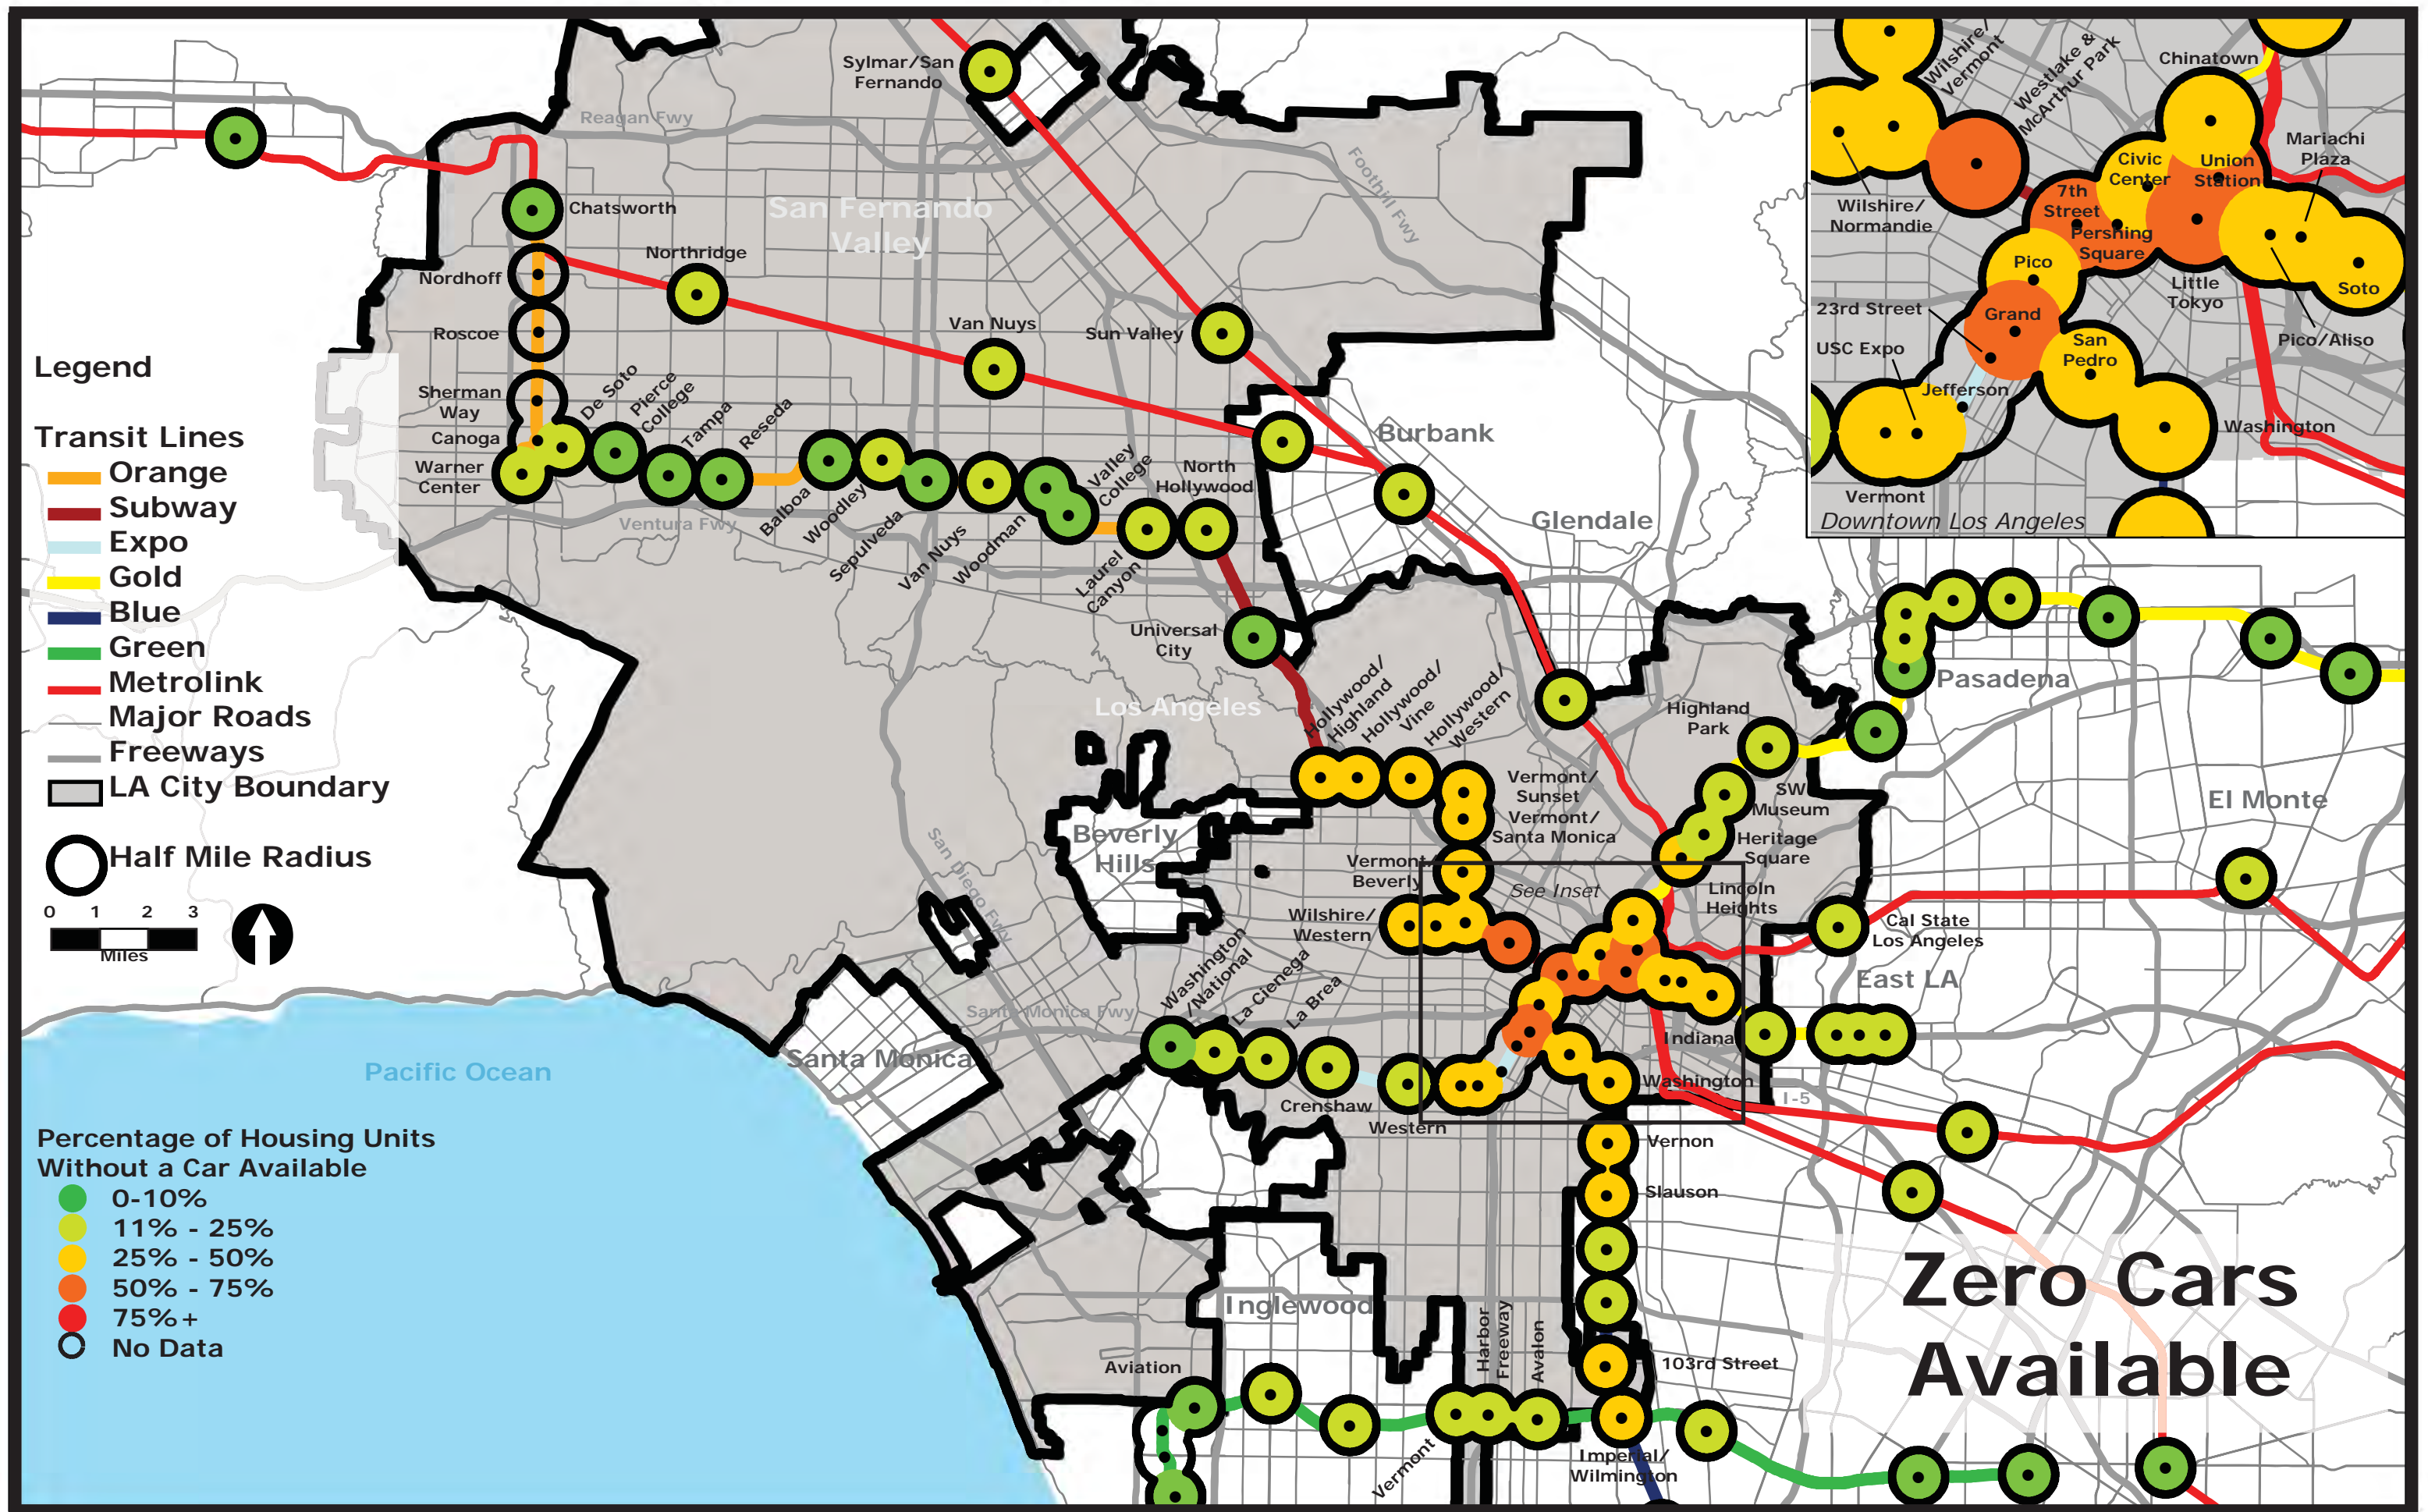 Sylmar/San
Fernando
Reagan Fwy
Foothill Fwy
Chatsworth
San Fernando
Valley
Northridge
Nordhoff
Roscoe
Van Nuys
Sun Valley
Sherman
Way
De Soto
Pierce
College
Tampa
Reseda
Canoga
Warner
Center
Balboa
Woodley
Sepulveda
Van Nuys
Woodman
Valley
College
Laurel
Canyon
North
Hollywood
Ventura Fwy
Burbank
Glendale
Universal
City
Los Angeles
Hollywood/
Highland
Hollywood/
Vine
Hollywood/
Western
Vermont/
Sunset
Vermont/
Santa Monica
Vermont/
Beverly
Wilshire/
Western
See Inset
Highland
Park
SW
Museum
Heritage
Square
Lincoln
Heights
Pasadena
El Monte
Cal State
Los Angeles
East LA
Indiana
Beverly
Hills
San Diego Fwy
Santa Monica Fwy
Santa Monica
Washington
/National
La Cienega
La Brea
Crenshaw
Western
Washington
I-5
Vernon
Slauson
103rd Street
Inglewood
Aviation
Vermont
Harbor
Freeway
Avalon
Imperial/
Wilmington
Pacific Ocean
Wilshire/
Vermont
Westlake &
McArthur Park
Chinatown
Mariachi
Plaza
Civic
Center
Union
Station
Wilshire/
Normandie
7th
Street
Pershing
Square
Pico
Little
Tokyo
Soto
23rd Street
Grand
Pico/Aliso
USC Expo
San
Pedro
Jefferson
Washington
Vermont
Downtown Los Angeles
Legend
Transit Lines
Orange
Subway
Expo
Gold
Blue
Green
Metrolink
Major Roads
Freeways
LA City Boundary
Half Mile Radius
0 1 2 3
Miles
Percentage of Housing Units
Without a Car Available
0-10%
11% - 25%
25% - 50%
50% - 75%
75%+
No Data
Zero Cars
Available